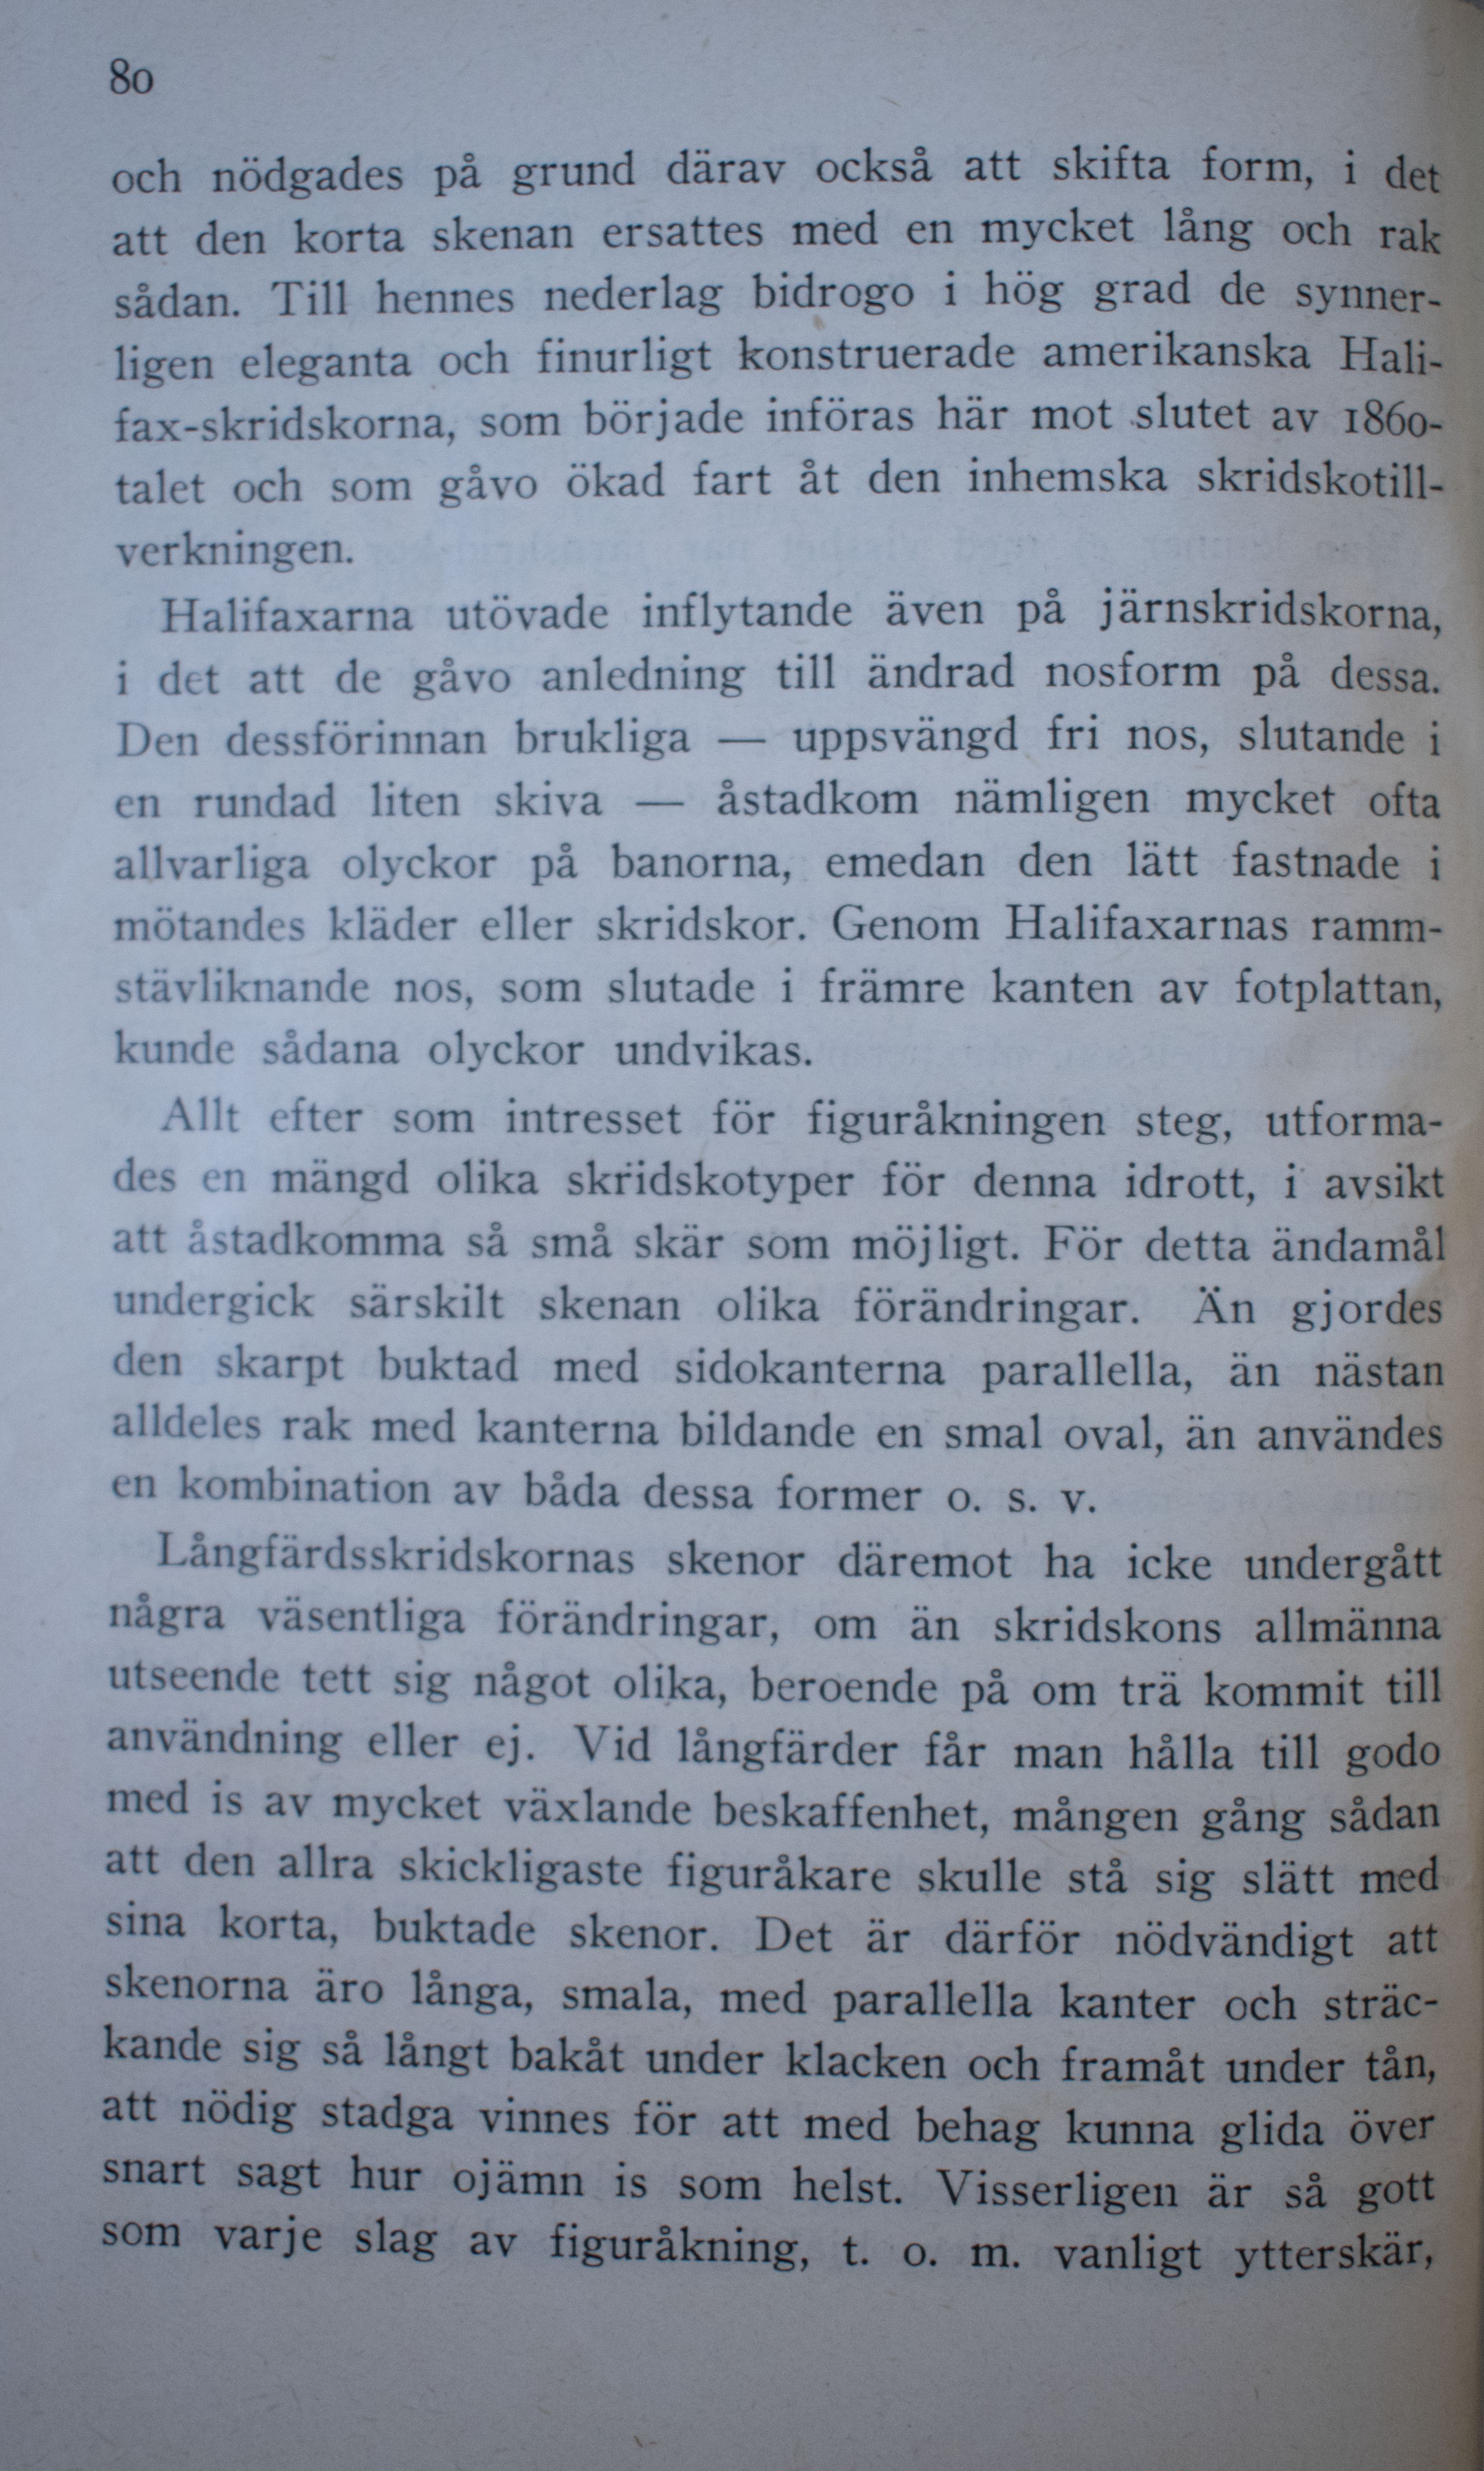 80
och nödgades på grund därav också att skifta form, i det
att den korta skenan ersattes med en mycket lång och rak
sådan. Till hennes nederlag bidrogo i hög grad de synner-
ligen eleganta och finurligt konstruerade amerikanska Hali-
fax-skridskorna, som började införas här mot slutet av 1860-
talet och som gåvo ökad fart åt den inhemska skridskotill-
verkningen.
Halifaxarna utövade inflytande även på järnskridskorna,
i det att de gåvo anledning till ändrad nosform på dessa.
Den dessförinnan brukliga — uppsvängd fri nos, slutande i
en rundad liten skiva — åstadkom nämligen mycket ofta
allvarliga olyckor på banorna, emedan den lätt fastnade i
mötandes kläder eller skridskor. Genom Halifaxarnas ramm-
stävliknande nos, som slutade i främre kanten av fotplattan,
kunde sådana olyckor undvikas.
Allt efter som intresset för figuråkningen steg, utforma-
des en mängd olika skridskotyper för denna idrott, i avsikt
att åstadkomma så små skär som möjligt. För detta ändamål
undergick särskilt skenan olika förändringar. Än gjordes
den skarpt buktad med sidokanterna parallella, än nästan
alldeles rak med kanterna bildande en smal oval, än användes
en kombination av båda dessa former o. s. v.
Långfärdsskridskornas skenor däremot ha icke undergått
några väsentliga förändringar, om än skridskons allmänna
utseende tett sig något olika, beroende på om trä kommit till
användning eller ej. Vid långfärder får man hålla till godo
med is av mycket växlande beskaffenhet, mången gång sådan
att den allra skickligaste figuråkare skulle stå sig slätt med
sina korta, buktade skenor. Det är därför nödvändigt att
skenorna äro långa, smala, med parallella kanter och sträc-
kande sig så långt bakåt under klacken och framåt under tån,
att nödig stadga vinnes för att med behag kunna glida över
snart sagt hur ojämn is som helst. Visserligen är så gott
som varje slag av figuråkning, t. o. m. vanligt ytterskär,